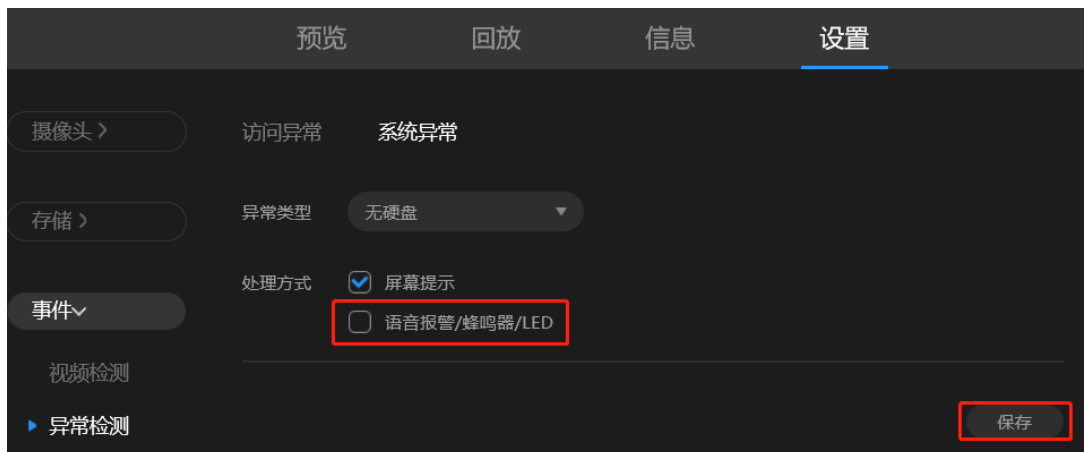 预览 回放 信息 设置
摄像头 >
访问异常 系统异常
异常类型 无硬盘
存储 >
处理方式 屏幕提示
事件
语音报警/蜂鸣器/LED
视频检测
异常检测
保存